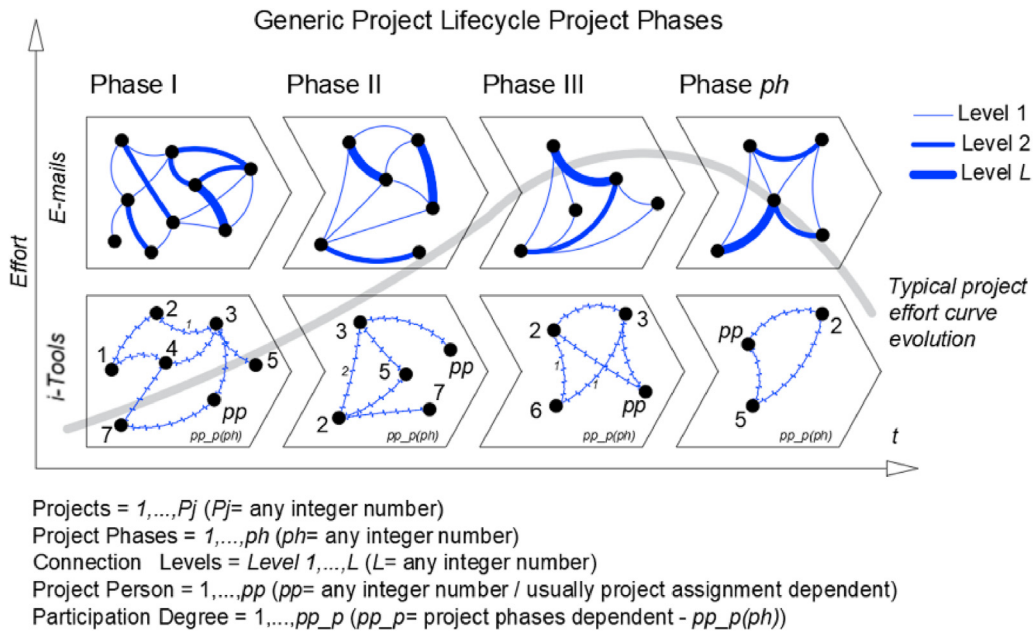 Generic Project Lifecycle Project Phases
Phase I
Phase II
Phase III
Phase ph
Level 1
Level 2
Level L
E-mails
Effort
i-Tools
Typical project
effort curve
evolution
1
2
1
3
4
5
7
pp
pp_p(ph)
3
2
5
pp
2
7
pp_p(ph)
2
3
1
1
6
pp
pp_p(ph)
pp
2
5
pp_p(ph)
t
Projects = 1,...,Pj (Pj= any integer number)
Project Phases = 1,...,ph (ph= any integer number)
Connection Levels = Level 1,...,L (L= any integer number)
Project Person = 1,...,pp (pp= any integer number / usually project assignment dependent)
Participation Degree = 1,...,pp_p (pp_p= project phases dependent - pp_p(ph))